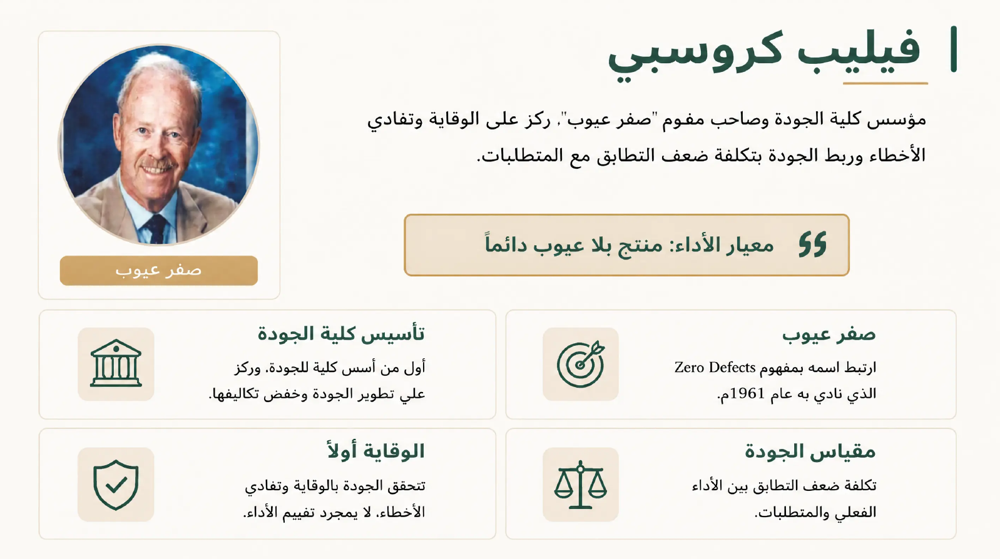 فيليب كروسبي
مؤسس كلية الجودة وصاحب مفوم "صفر عيوب"، ركز على الوقاية وتفادي
الأخطاء وربط الجودة بتكلفة ضعف التطابق مع المتطلبات.
معيار الأداء: منتج بلا عيوب دائماً
صفر عيوب
صفر عيوب
ارتبط اسمه بمفهوم Zero Defects
الذي نادي به عام 1961م.
تأسيس كلية الجودة
أول من أسس كلية للجودة، وركز
علي تطوير الجودة وخفض تكاليفها.
مقياس الجودة
تكلفة ضعف التطابق بين الأداء
الفعلي والمتطلبات.
الوقاية أولاً
تتحقق الجودة بالوقاية وتفادي
الأخطاء، لا يمجرد تفييم الأداء.